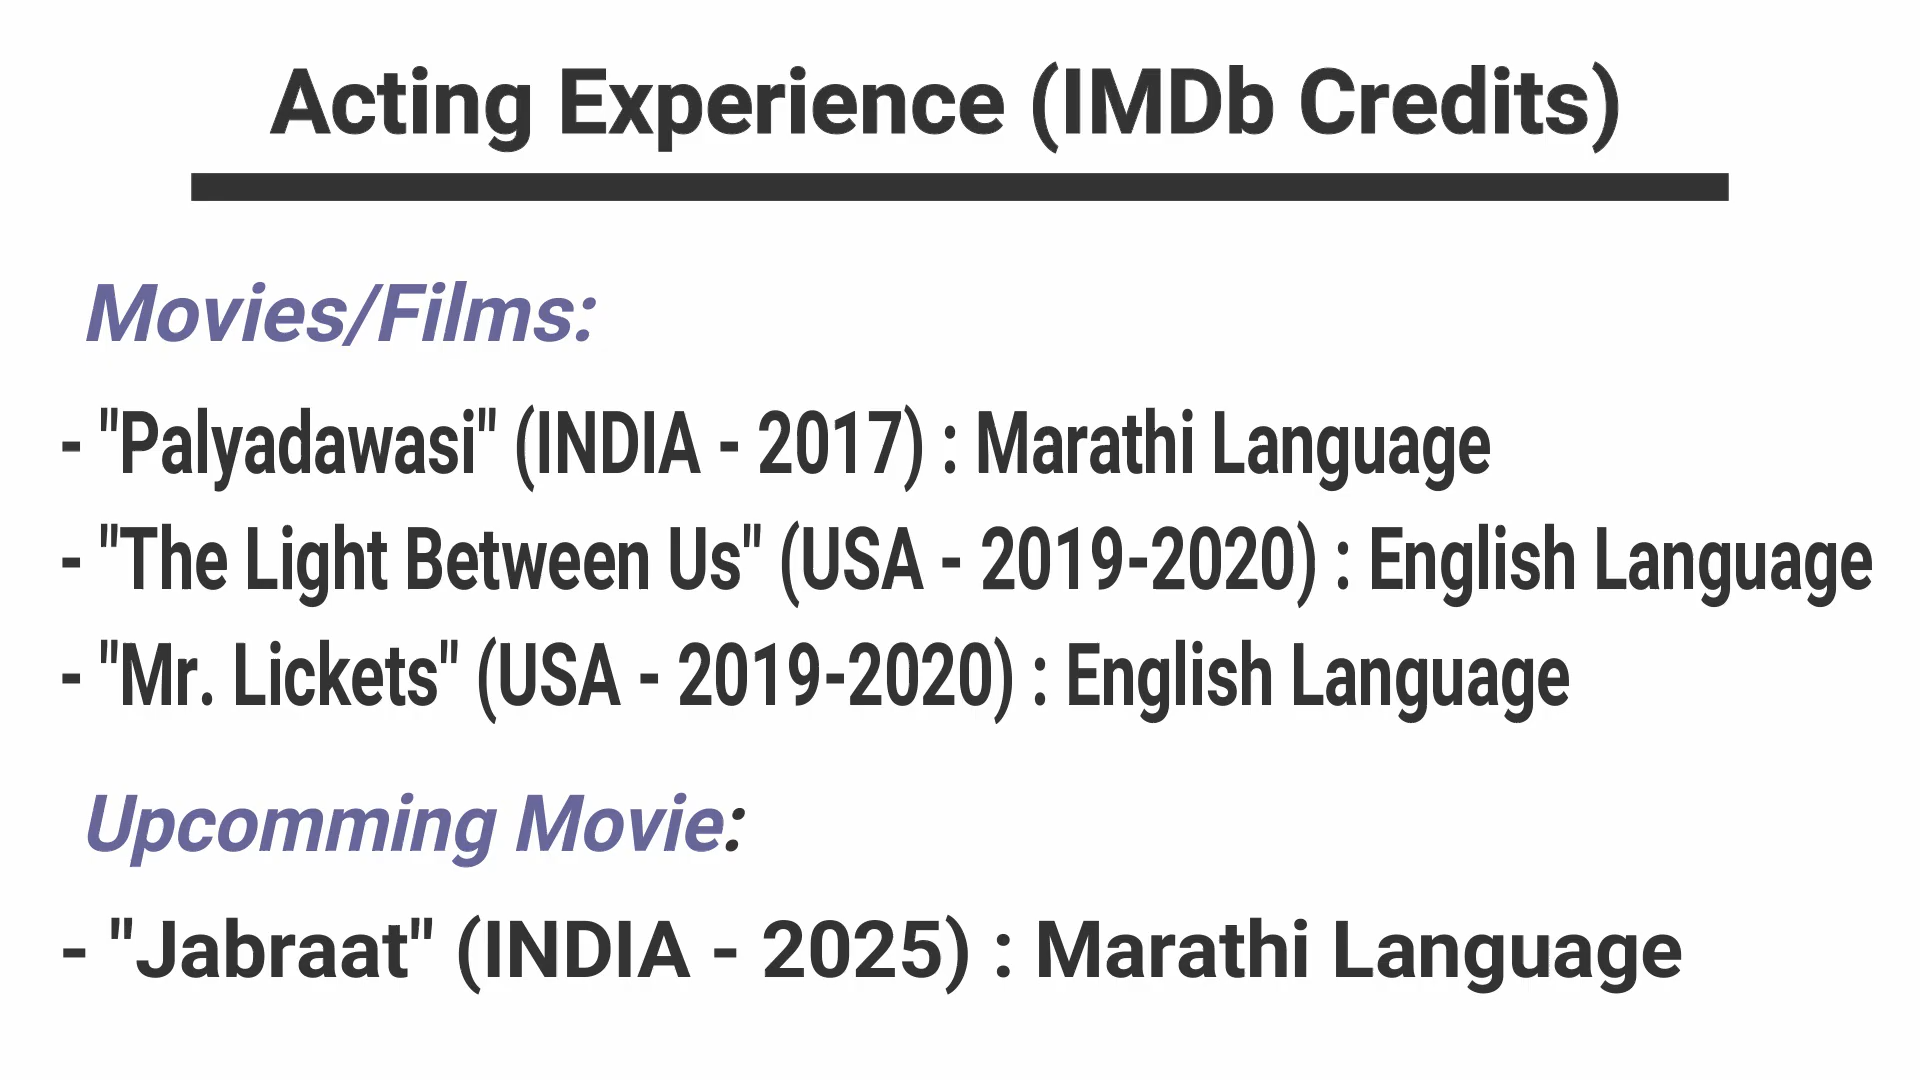 Acting Experience (IMDb Credits)
Movies/Films:
- "Palyadawasi" (INDIA - 2017) : Marathi Language
- "The Light Between Us" (USA - 2019-2020) : English Language
- "Mr. Lickets" (USA - 2019-2020) : English Language
Upcomming Movie:
- "Jabraat" (INDIA - 2025) : Marathi Language